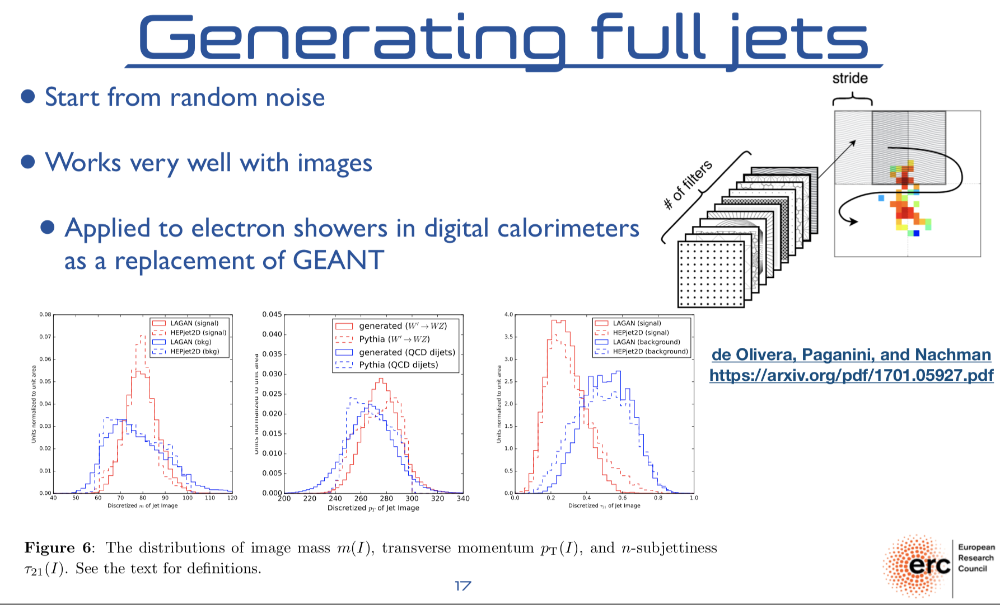 Generating full jets
● Start from random noise
● Works very well with images
● Applied to electron showers in digital calorimeters
as a replacement of GEANT
stride
# of filters
0.08
0.07
0.06
0.05
0.04
0.03
0.02
0.01
0.00
40 50 60 70 80 90 100 110 120
Units normalized to unit area
Discretized m of Jet Image
LAGAN (signal)
HEPjet2D (signal)
LAGAN (bkg)
HEPjet2D (bkg)
0.045
0.040
0.035
0.030
0.025
0.020
0.015
0.010
0.005
0.000
200 220 240 260 280 300 320 340
Units normalized to unit area
Discretized pT of Jet Image
generated (W′ → WZ)
Pythia (W′ → WZ)
generated (QCD dijets)
Pythia (QCD dijets)
4.0
3.5
3.0
2.5
2.0
1.5
1.0
0.5
0.0
0.0 0.2 0.4 0.6 0.8 1.0
Units normalized to unit area
Discretized τ21 of Jet Image
LAGAN (signal)
HEPjet2D (signal)
LAGAN (background)
HEPjet2D (background)
de Olivera, Paganini, and Nachman
https://arxiv.org/pdf/1701.05927.pdf
Figure 6: The distributions of image mass m(I), transverse momentum pT(I), and n-subjettiness
τ21(I). See the text for definitions.
17
erc
European
Research
Council